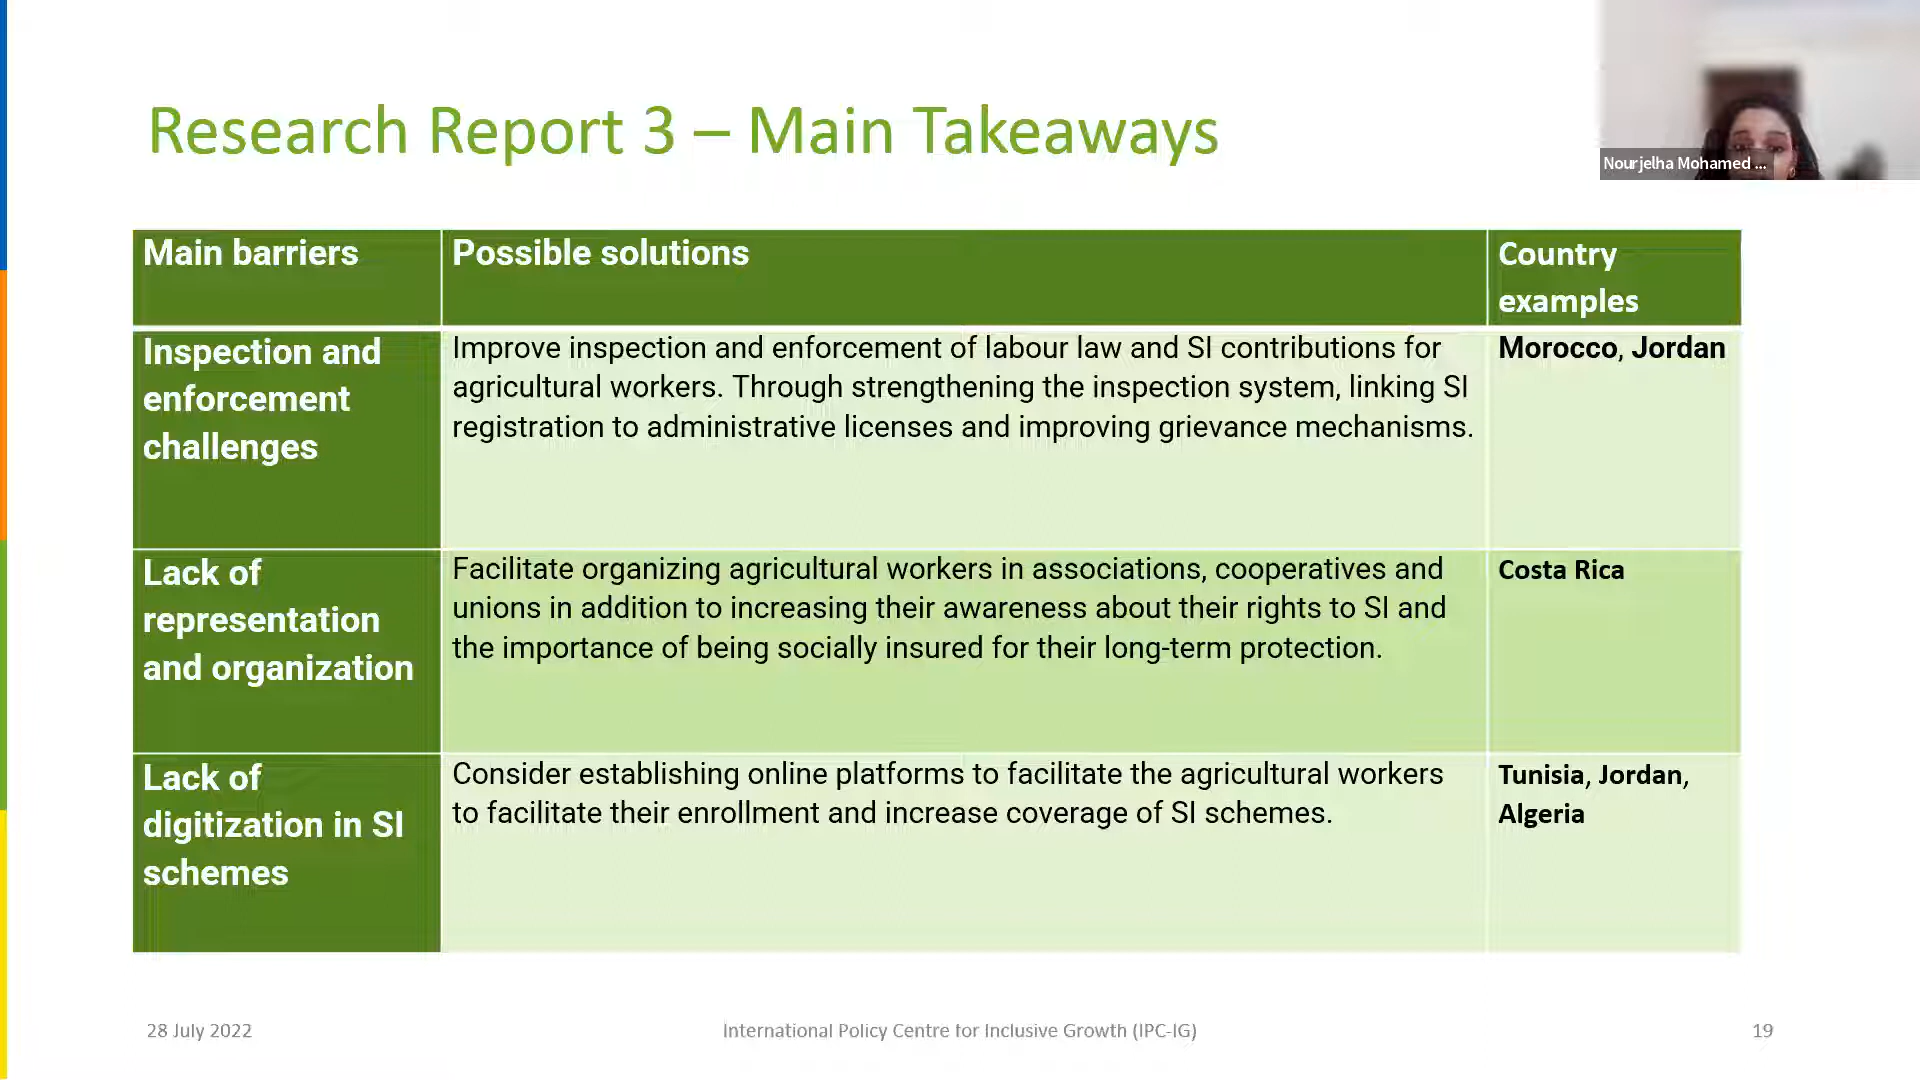 Research Report 3 – Main Takeaways
Nourjelha Mohamed ...
Main barriers
Possible solutions
Country
examples
Inspection and
enforcement
challenges
Improve inspection and enforcement of labour law and SI contributions for
agricultural workers. Through strengthening the inspection system, linking SI
registration to administrative licenses and improving grievance mechanisms.
Morocco, Jordan
Lack of
representation
and organization
Facilitate organizing agricultural workers in associations, cooperatives and
unions in addition to increasing their awareness about their rights to SI and
the importance of being socially insured for their long-term protection.
Costa Rica
Lack of
digitization in SI
schemes
Consider establishing online platforms to facilitate the agricultural workers
to facilitate their enrollment and increase coverage of SI schemes.
Tunisia, Jordan,
Algeria
28 July 2022
International Policy Centre for Inclusive Growth (IPC-IG)
19